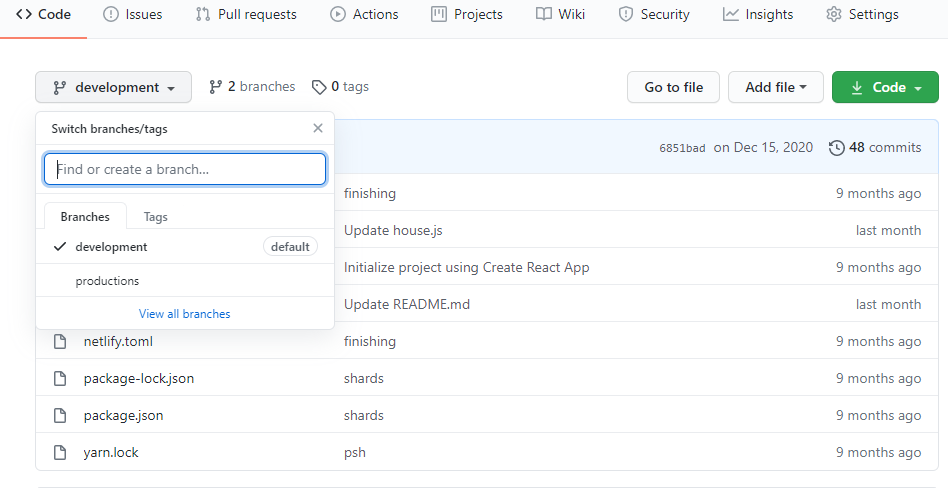 Code Issues Pull requests Actions Projects Wiki Security Insights Settings
development 2 branches 0 tags Go to file Add file Code
Switch branches/tags
6851bad on Dec 15, 2020 48 commits
Find or create a branch...
finishing 9 months ago
Branches Tags
Update house.js last month
development default
Initialize project using Create React App 9 months ago
productions
Update README.md last month
View all branches
netlify.toml finishing 9 months ago
package-lock.json shards 9 months ago
package.json shards 9 months ago
yarn.lock psh 9 months ago